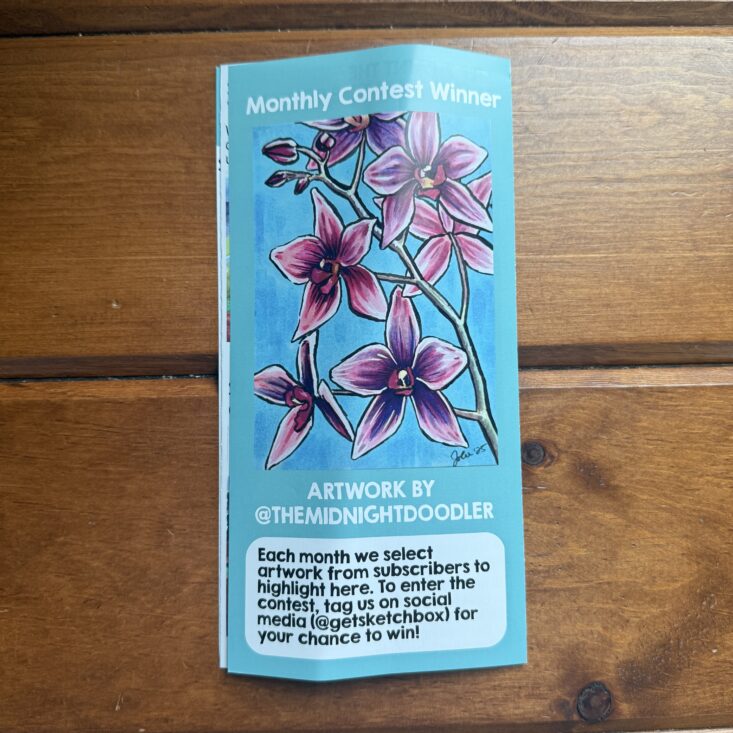 Monthly Contest Winner
ARTWORK BY
@THEMIDNIGHTDOODLER
Each month we select
artwork from subscribers to
highlight here. To enter the
contest, tag us on social
media (@getsketchbox) for
your chance to win!